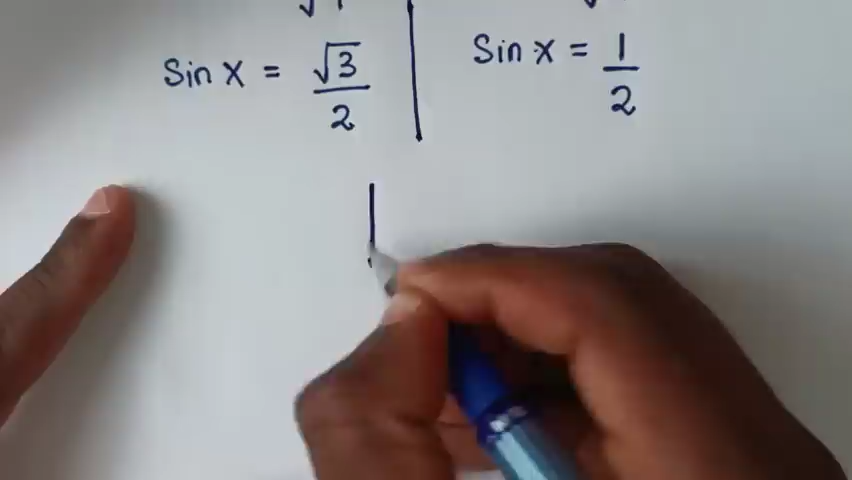 Sin x = √3/2
Sin x = 1/2